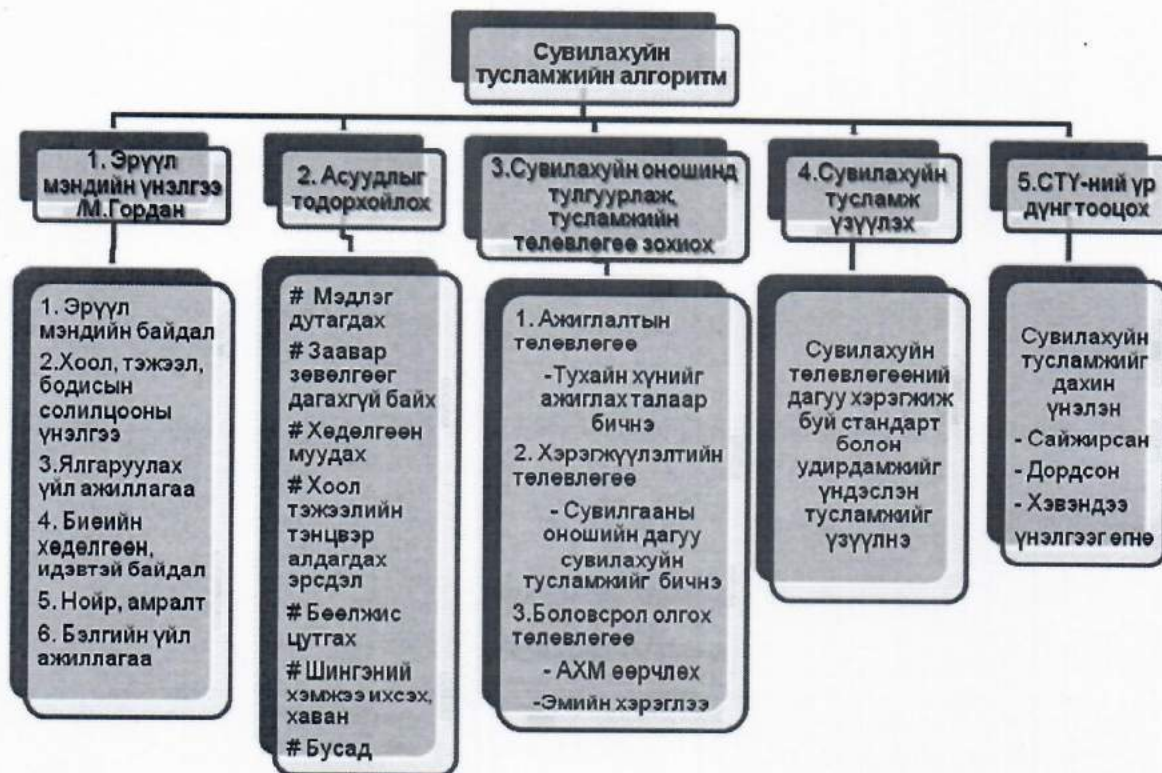 Сувилахуйн
тусламжийн алгоритм
1. Эрүүл
мэндийн үнэлгээ
/М.Гордан
2. Асуудлыг
тодорхойлох
3.Сувилахуйн оношинд
тулгуурлаж,
тусламжийн
төлөвлөгөө зохиох
4.Сувилахуйн
тусламж
үзүүлэх
5.СТҮ-ний үр
дүнг тооцох
1. Эрүүл
мэндийн байдал
2.Хоол, тэжээл,
бодисын
солилцооны
үнэлгээ
3.Ялгаруулах
үйл ажиллагаа
4. Биеийн
хөдөлгөөн,
идэвтэй байдал
5. Нойр, амралт
6. Бэлгийн үйл
ажиллагаа
# Мэдлэг
дутагдах
# Заавар
зөвөлгөөг
дагахгүй байх
# Хөдөлгөөн
муудах
# Хоол
тэжээлийн
тэнцвэр
алдагдах
эрсдэл
# Бөөлжис
цутгах
# Шингэний
хэмжээ ихсэх,
хаван
# Бусад
1. Ажиглалтын
төлөвлөгөө
-Тухайн хүнийг
ажиглах талаар
бичнэ
2. Хэрэгжүүлэлтийн
төлөвлөгөө
- Сувилгааны
оношийн дагуу
сувилахуйн
тусламжийг бичнэ
3.Боловсрол олгох
төлөвлөгөө
- АХМ өөрчлөх
-Эмийн хэрэглээ
Сувилахуйн
төлөвлөгөөний
дагуу хэрэгжиж
буй стандарт
болон
удирдамжийг
үндэслэн
тусламжийг
үзүүлнэ
Сувилахуйн
тусламжийг
дахин
үнэлэн
- Сайжирсан
- Дордсон
- Хэвэндээ
үнэлгээг өгнө